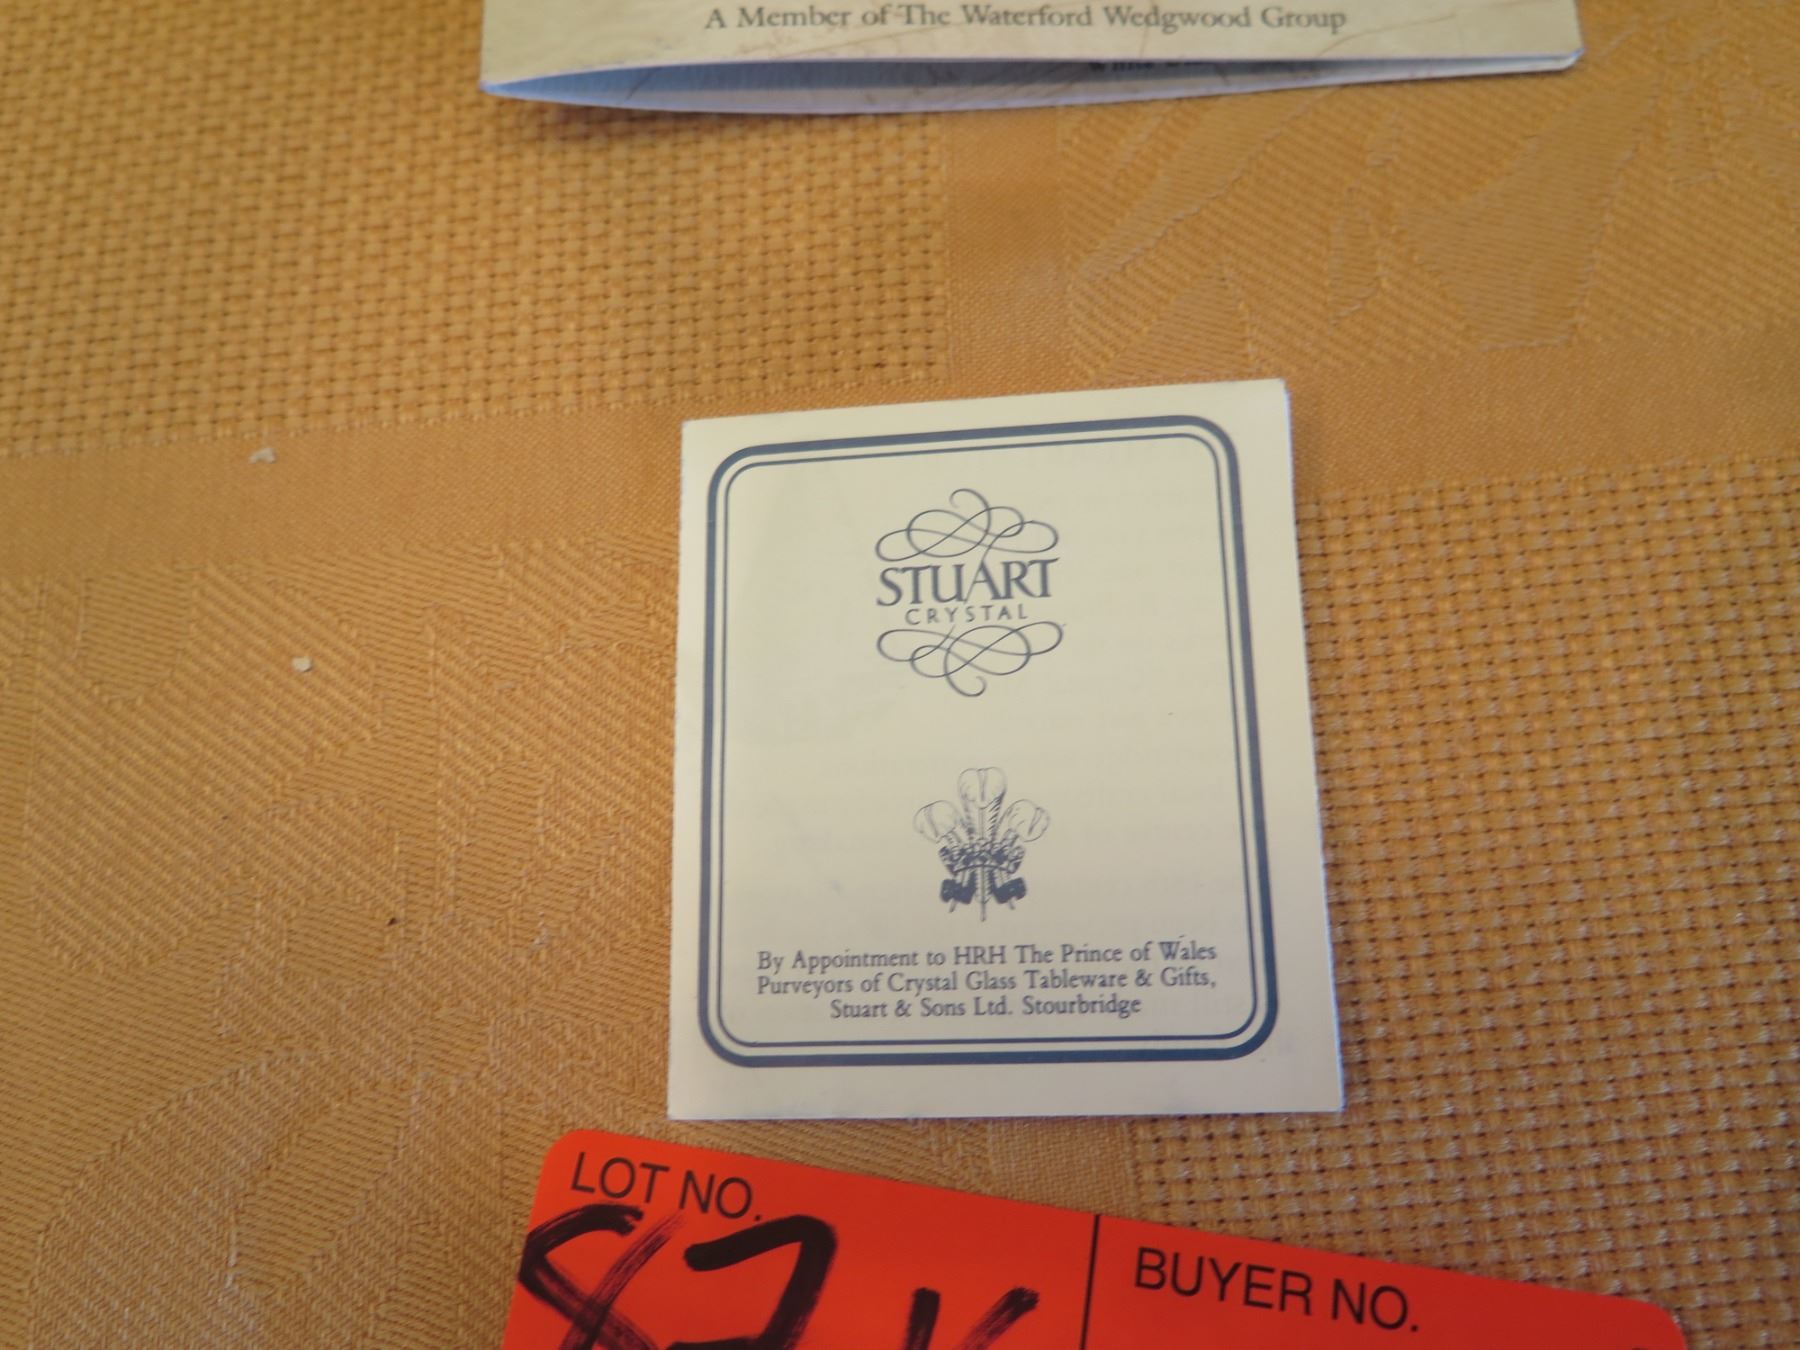 A Member of The Waterford Wedgwood Group
STUART
CRYSTAL
By Appointment to HRH The Prince of Wales
Purveyors of Crystal Glass Tableware & Gifts,
Stuart & Sons Ltd. Stourbridge
LOT NO.
BUYER NO.